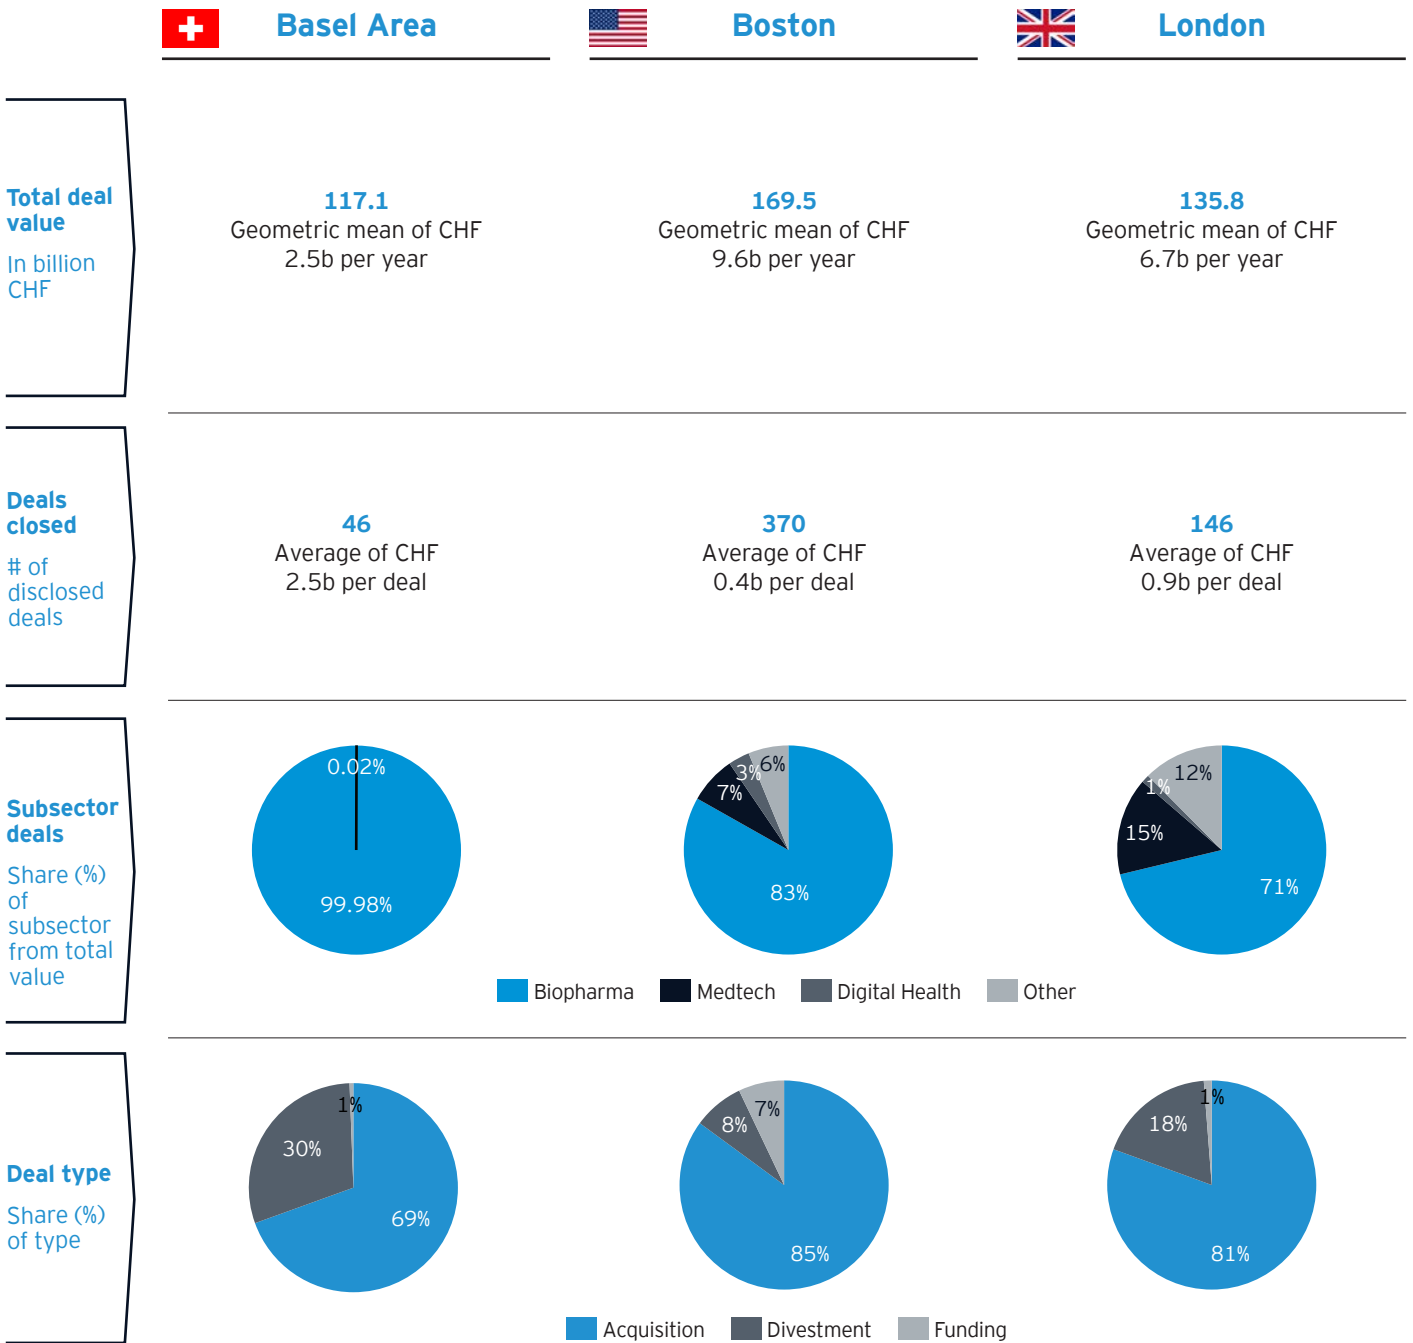 Basel Area
Boston
London
Total deal
value
In billion
CHF
117.1
Geometric mean of CHF
2.5b per year
169.5
Geometric mean of CHF
9.6b per year
135.8
Geometric mean of CHF
6.7b per year
Deals
closed
# of
disclosed
deals
46
Average of CHF
2.5b per deal
370
Average of CHF
0.4b per deal
146
Average of CHF
0.9b per deal
Subsector
deals
Share (%)
of
subsector
from total
value
0.02%
99.98%
6%
3%
7%
83%
12%
1%
15%
71%
Biopharma
Medtech
Digital Health
Other
Deal type
Share (%)
of type
1%
30%
69%
7%
8%
85%
1%
18%
81%
Acquisition
Divestment
Funding